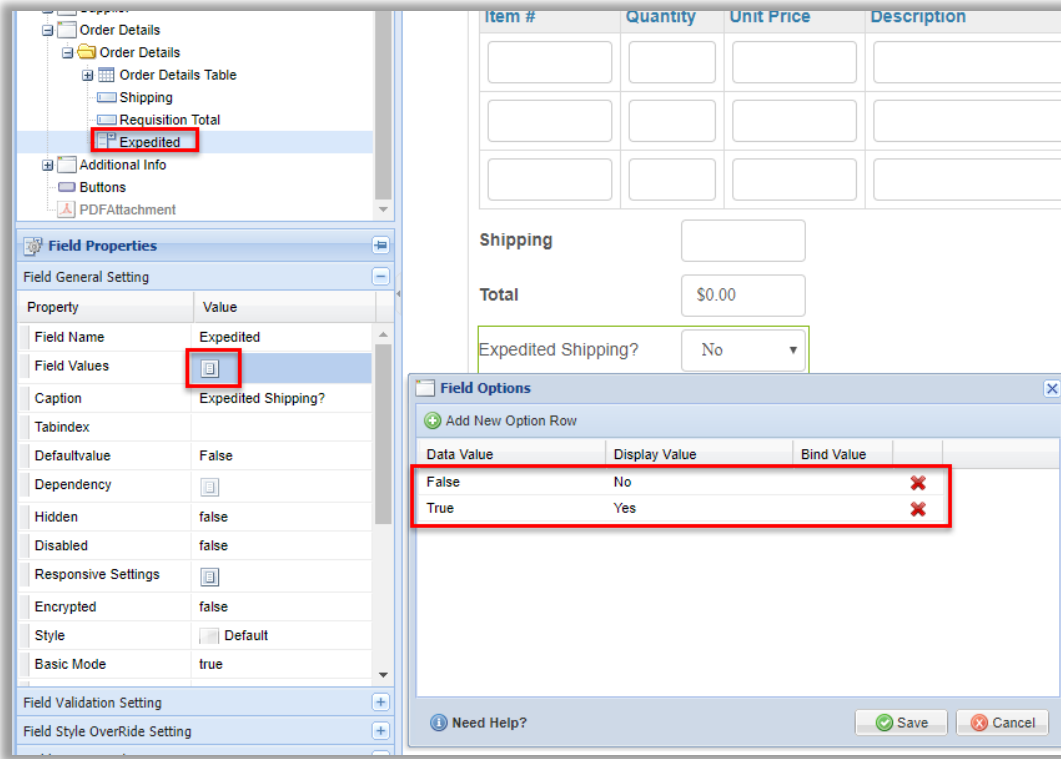 Supplier
Order Details
Order Details
Order Details Table
Shipping
Requisition Total
Expedited
Additional Info
Buttons
PDFAttachment
Field Properties
Field General Setting
Property Value
Field Name Expedited
Field Values
Caption Expedited Shipping?
Tabindex
Defaultvalue False
Dependency
Hidden false
Disabled false
Responsive Settings
Encrypted false
Style Default
Basic Mode true
Field Validation Setting
Field Style OverRide Setting
Item # Quantity Unit Price Description
Shipping
Total $0.00
Expedited Shipping? No
Field Options
Add New Option Row
Data Value Display Value Bind Value
False No
True Yes
Need Help? Save Cancel